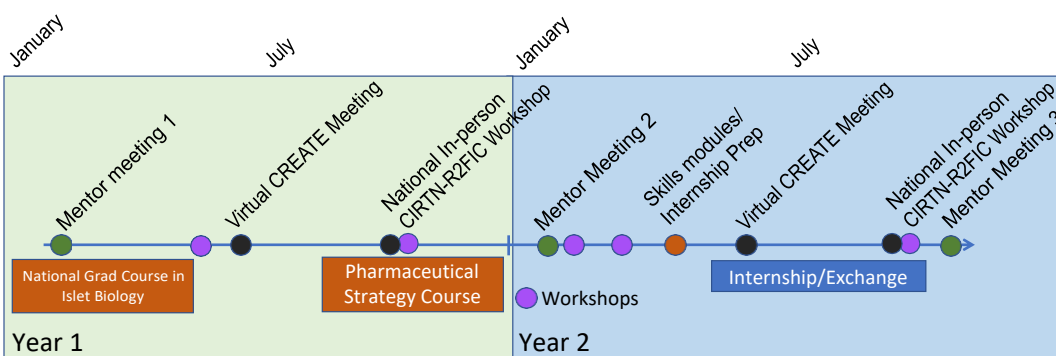 January
July
January
July
Mentor meeting 1
Virtual CREATE Meeting
National In-person
CIRTN-R2FIC Workshop
Mentor Meeting 2
Skills modules/
Internship Prep
Virtual CREATE Meeting
National In-person
CIRTN-R2FIC Workshop
Mentor Meeting 3
National Grad Course in
Islet Biology
Pharmaceutical
Strategy Course
Internship/Exchange
Workshops
Year 1
Year 2